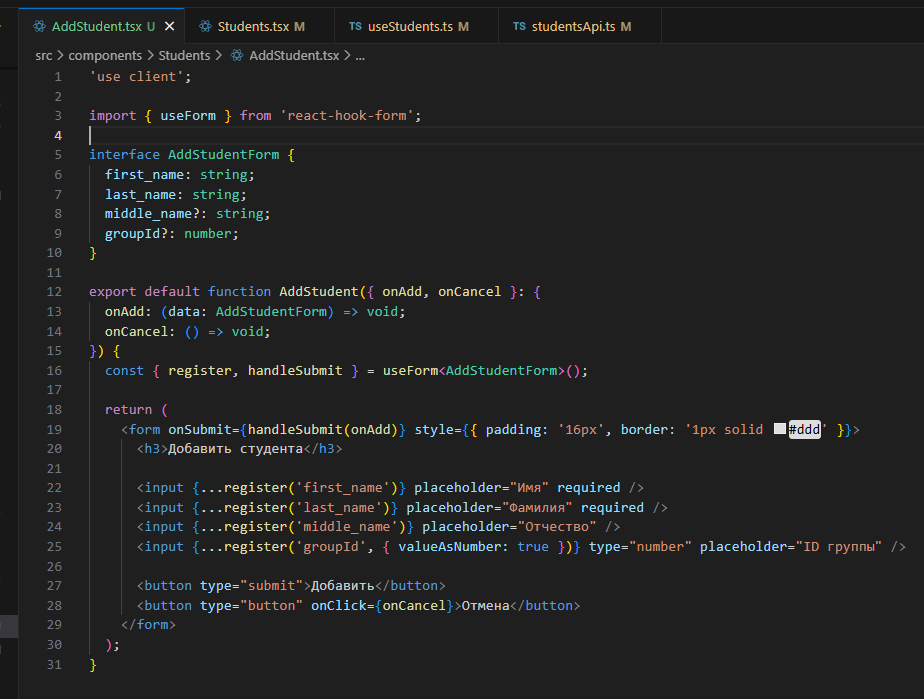 AddStudent.tsx U × Students.tsx M TS useStudents.ts M TS studentsApi.ts M
src > components > Students > AddStudent.tsx > ...
1 'use client';
2
3 import { useForm } from 'react-hook-form';
4
5 interface AddStudentForm {
6 first_name: string;
7 last_name: string;
8 middle_name?: string;
9 groupId?: number;
10 }
11
12 export default function AddStudent({ onAdd, onCancel }: {
13 onAdd: (data: AddStudentForm) => void;
14 onCancel: () => void;
15 }) {
16 const { register, handleSubmit } = useForm<AddStudentForm>();
17
18 return (
19 <form onSubmit={handleSubmit(onAdd)} style={{ padding: '16px', border: '1px solid #ddd' }}>
20 <h3>Добавить студента</h3>
21
22 <input {...register('first_name')} placeholder="Имя" required />
23 <input {...register('last_name')} placeholder="Фамилия" required />
24 <input {...register('middle_name')} placeholder="Отчество" />
25 <input {...register('groupId', { valueAsNumber: true })} type="number" placeholder="ID группы" />
26
27 <button type="submit">Добавить</button>
28 <button type="button" onClick={onCancel}>Отмена</button>
29 </form>
30 );
31 }